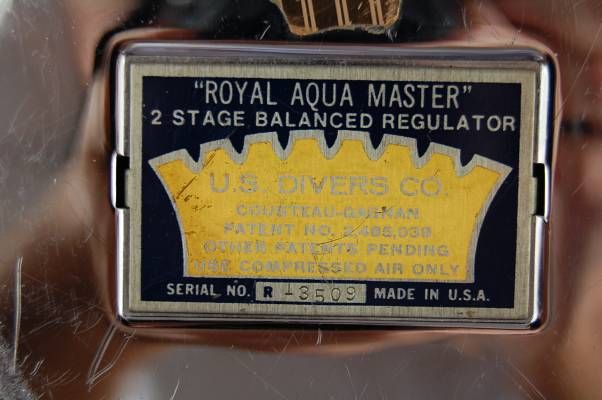 "ROYAL AQUA MASTER"
2 STAGE BALANCED REGULATOR
U.S. DIVERS CO.
COUSTEAU-GAGNAN
PATENT NO. 2,485,039
OTHER PATENTS PENDING
USE COMPRESSED AIR ONLY
SERIAL NO. R -3509 MADE IN U.S.A.